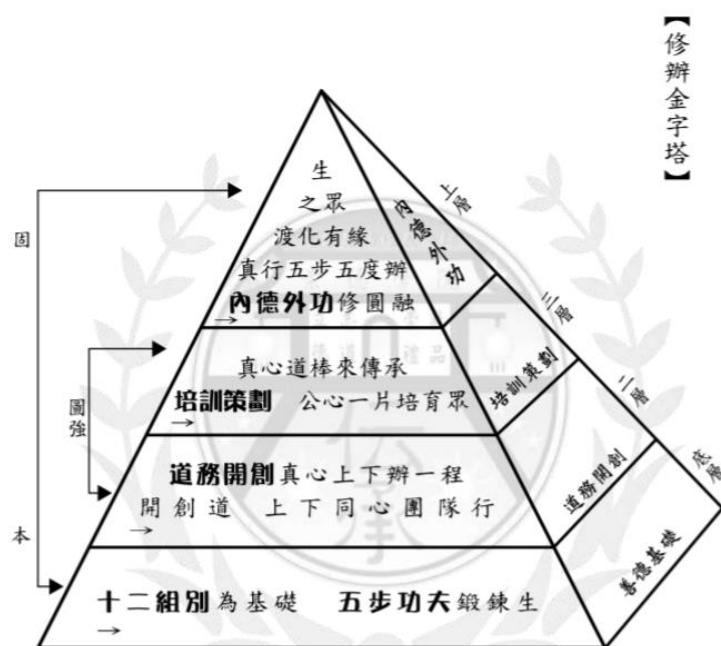 【修辦金字塔】
生
之眾
渡化有緣
真行五步五度辦
內德外功修圓融
→
真心道棒來傳承
培訓策劃 公心一片培育眾
→
道務開創真心上下辦一程
開創道 上下同心團隊行
→
十二組別為基礎 五步功夫鍛鍊生
→
內德外功
培訓策劃
道務開創
善德基礎
上層
三層
二層
底層
固
本
圖強